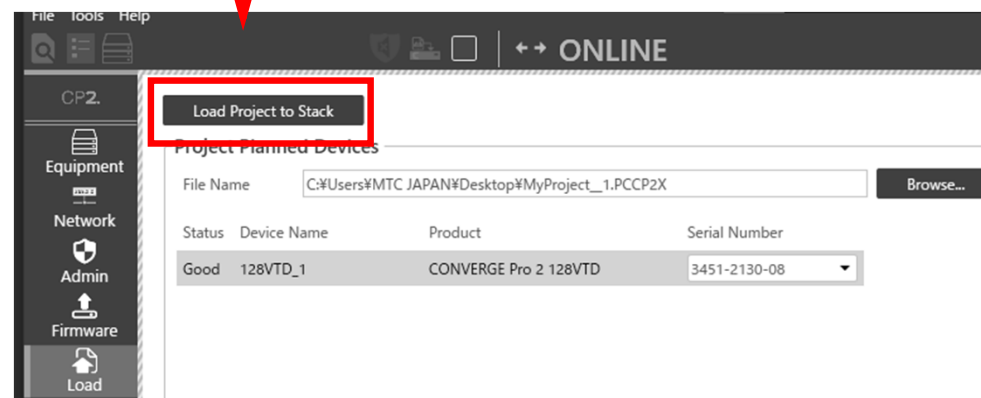 File Tools Help
↔ ONLINE
CP2.
Load Project to Stack
Equipment
Project Planned Devices
File Name C:¥Users¥MTC JAPAN¥Desktop¥MyProject__1.PCCP2X Browse...
Network
Status Device Name Product Serial Number
Admin
Good 128VTD_1 CONVERGE Pro 2 128VTD 3451-2130-08
Firmware
Load